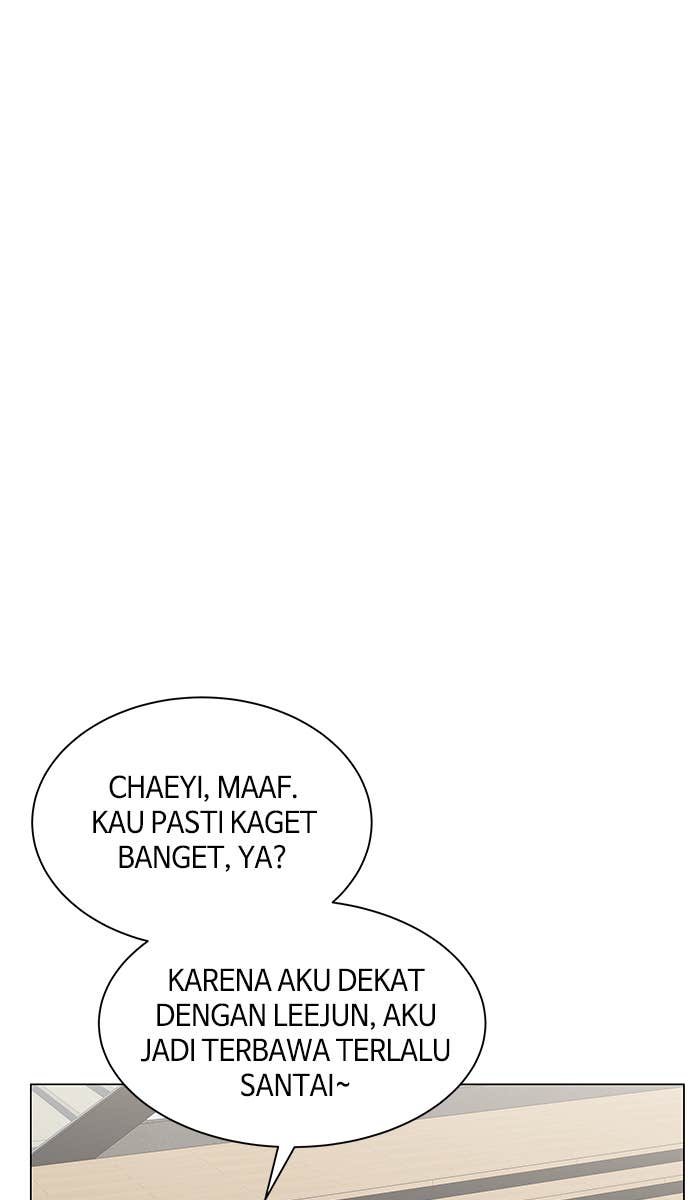 CHAEYI, MAAF.
KAU PASTI KAGET
BANGET, YA?
KARENA AKU DEKAT
DENGAN LEEJUN, AKU
JADI TERBAWA TERLALU
SANTAI~